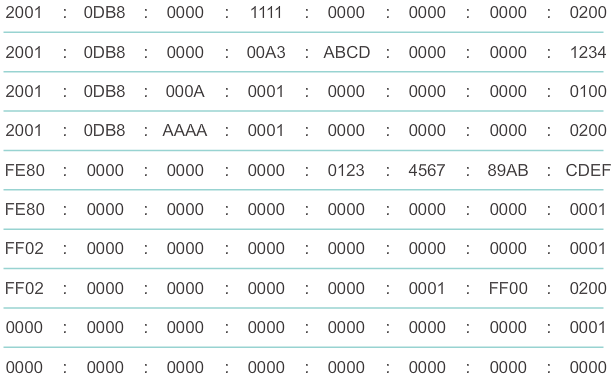 2001 : 0DB8 : 0000 : 1111 : 0000 : 0000 : 0000 : 0200
2001 : 0DB8 : 0000 : 00A3 : ABCD : 0000 : 0000 : 1234
2001 : 0DB8 : 000A : 0001 : 0000 : 0000 : 0000 : 0100
2001 : 0DB8 : AAAA : 0001 : 0000 : 0000 : 0000 : 0200
FE80 : 0000 : 0000 : 0000 : 0123 : 4567 : 89AB : CDEF
FE80 : 0000 : 0000 : 0000 : 0000 : 0000 : 0000 : 0001
FF02 : 0000 : 0000 : 0000 : 0000 : 0000 : 0000 : 0001
FF02 : 0000 : 0000 : 0000 : 0000 : 0001 : FF00 : 0200
0000 : 0000 : 0000 : 0000 : 0000 : 0000 : 0000 : 0001
0000 : 0000 : 0000 : 0000 : 0000 : 0000 : 0000 : 0000